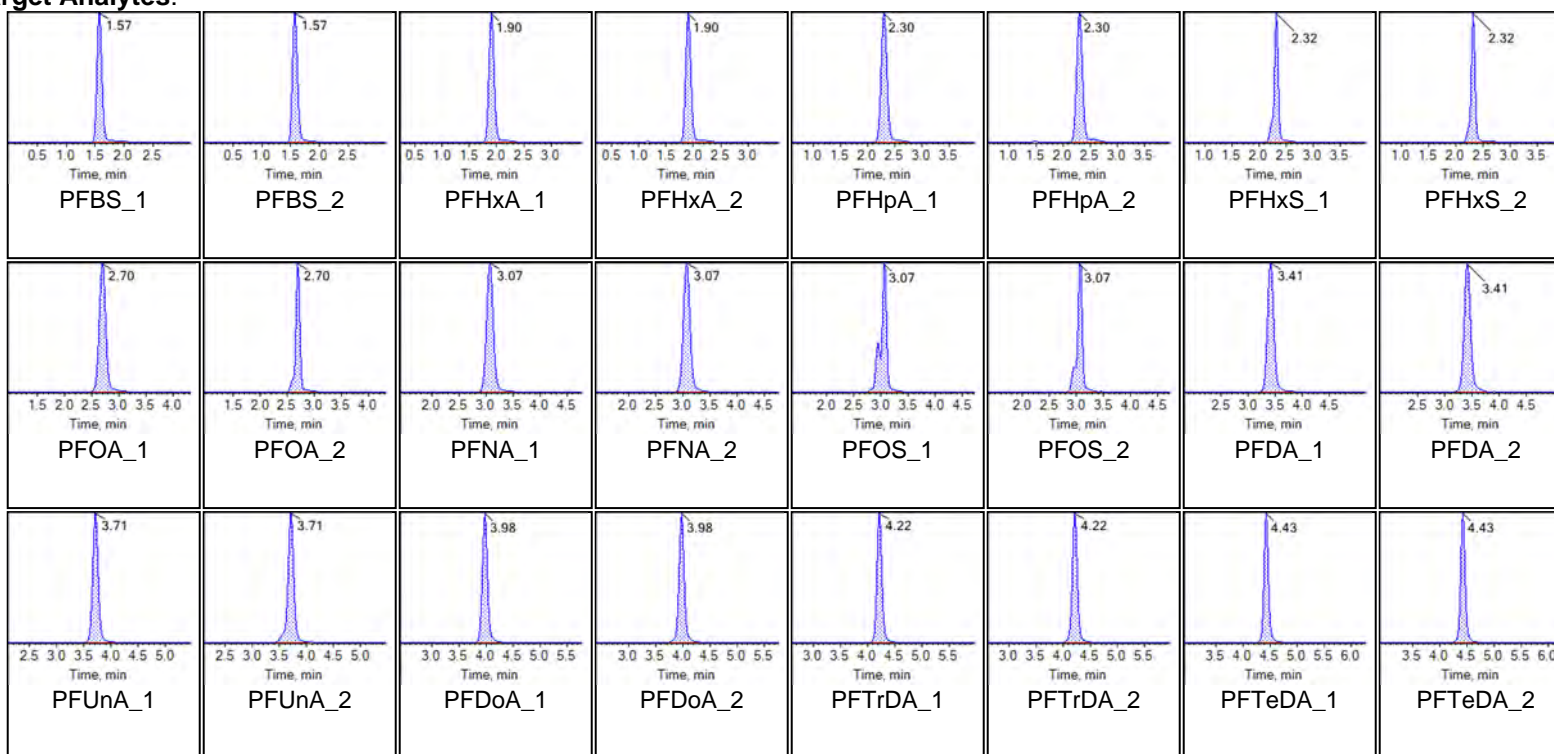 rget Analytes:
1.57 1.57 1.90 1.90 2.30 2.30 2.32 2.32
0.5 1.0 1.5 2.0 2.5 0.5 1.0 1.5 2.0 2.5 0.5 1.0 1.5 2.0 2.5 3.0 0.5 1.0 1.5 2.0 2.5 3.0 1.0 1.5 2.0 2.5 3.0 3.5 1.0 1.5 2.0 2.5 3.0 3.5 1.0 1.5 2.0 2.5 3.0 3.5 1.0 1.5 2.0 2.5 3.0 3.5
Time, min Time, min Time, min Time, min Time, min Time, min Time, min Time, min
PFBS_1 PFBS_2 PFHxA_1 PFHxA_2 PFHpA_1 PFHpA_2 PFHxS_1 PFHxS_2
2.70 2.70 3.07 3.07 3.07 3.07 3.41 3.41
1.5 2.0 2.5 3.0 3.5 4.0 1.5 2.0 2.5 3.0 3.5 4.0 2.0 2.5 3.0 3.5 4.0 4.5 2.0 2.5 3.0 3.5 4.0 4.5 2.0 2.5 3.0 3.5 4.0 4.5 2.0 2.5 3.0 3.5 4.0 4.5 2.5 3.0 3.5 4.0 4.5 2.5 3.0 3.5 4.0 4.5
Time, min Time, min Time, min Time, min Time, min Time, min Time, min Time, min
PFOA_1 PFOA_2 PFNA_1 PFNA_2 PFOS_1 PFOS_2 PFDA_1 PFDA_2
3.71 3.71 3.98 3.98 4.22 4.22 4.43 4.43
2.5 3.0 3.5 4.0 4.5 5.0 2.5 3.0 3.5 4.0 4.5 5.0 3.0 3.5 4.0 4.5 5.0 5.5 3.0 3.5 4.0 4.5 5.0 5.5 3.0 3.5 4.0 4.5 5.0 5.5 3.0 3.5 4.0 4.5 5.0 5.5 3.5 4.0 4.5 5.0 5.5 6.0 3.5 4.0 4.5 5.0 5.5 6.0
Time, min Time, min Time, min Time, min Time, min Time, min Time, min Time, min
PFUnA_1 PFUnA_2 PFDoA_1 PFDoA_2 PFTrDA_1 PFTrDA_2 PFTeDA_1 PFTeDA_2